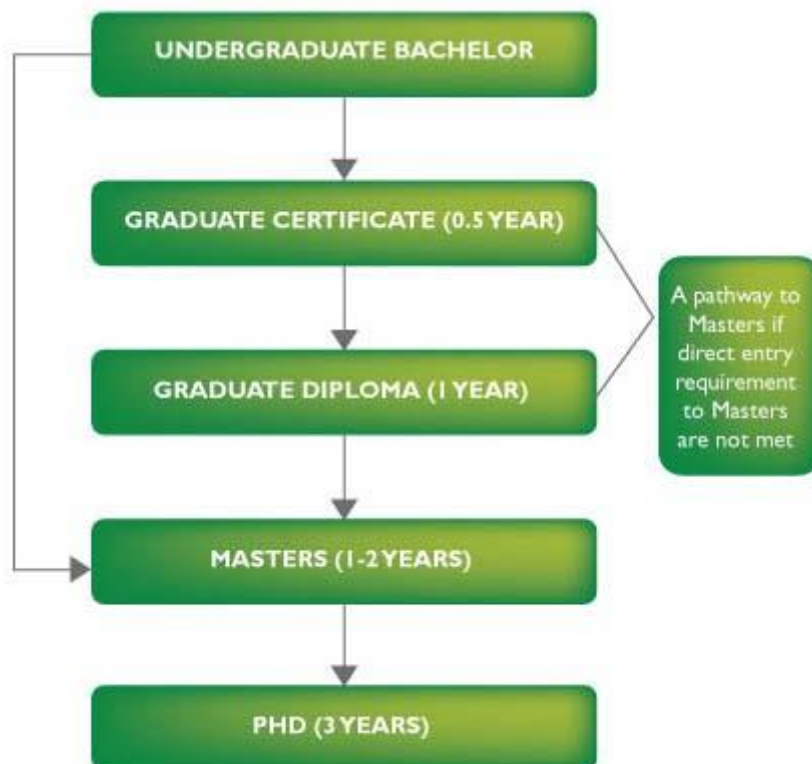 UNDERGRADUATE BACHELOR
GRADUATE CERTIFICATE (0.5 YEAR)
A pathway to
Masters if
direct entry
requirement
to Masters
are not met
GRADUATE DIPLOMA (1 YEAR)
MASTERS (1-2 YEARS)
PHD (3 YEARS)